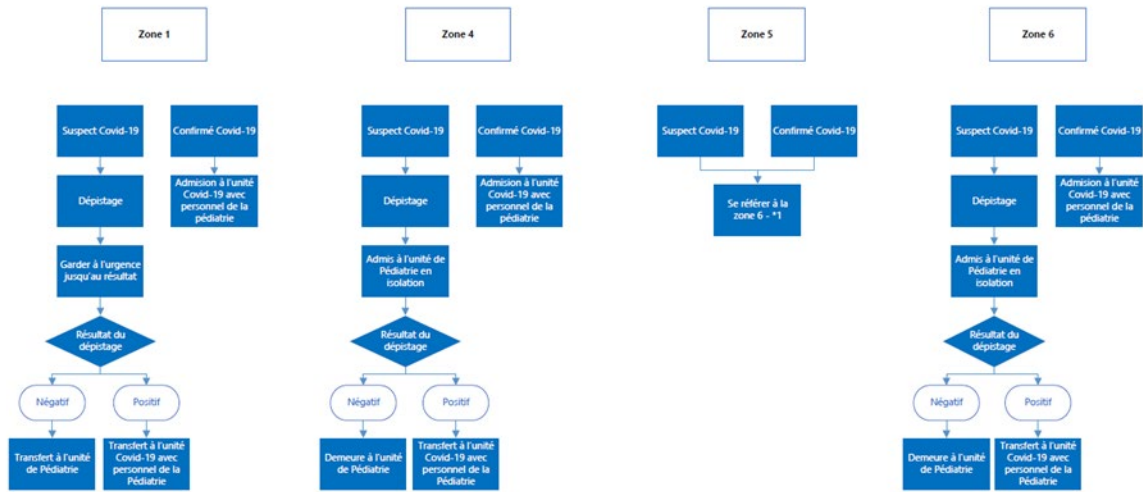 Zone 1
Zone 4
Zone 5
Zone 6
Suspect Covid-19
Confirmé Covid-19
Suspect Covid-19
Confirmé Covid-19
Suspect Covid-19
Confirmé Covid-19
Suspect Covid-19
Confirmé Covid-19
Dépistage
Admision à l'unité
Covid-19 avec
personnel de la
pédiatrie
Dépistage
Admision à l'unité
Covid-19 avec
personnel de la
pédiatrie
Se référer à la
zone 6 - *1
Dépistage
Admision à l'unité
Covid-19 avec
personnel de la
pédiatrie
Garder à l'urgence
jusqu'au résultat
Admis à l'unité de
Pédiatrie en
isolation
Admis à l'unité de
Pédiatrie en
isolation
Résultat du
dépistage
Résultat du
dépistage
Résultat du
dépistage
Négatif
Positif
Négatif
Positif
Négatif
Positif
Transfert à l'unité
de Pédiatrie
Transfert à l'unité
Covid-19 avec
personnel de la
Pédiatrie
Demeure à l'unité
de Pédiatrie
Transfert à l'unité
Covid-19 avec
personnel de la
Pédiatrie
Demeure à l'unité
de Pédiatrie
Transfert à l'unité
Covid-19 avec
personnel de la
Pédiatrie